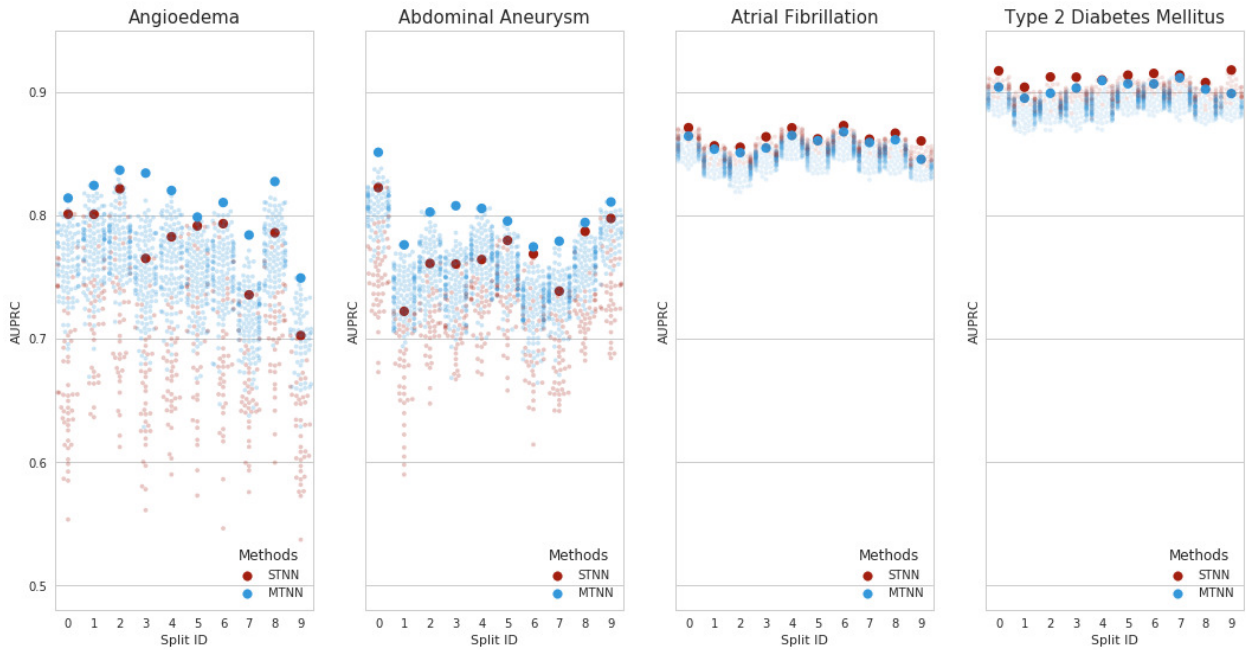 Angioedema
Abdominal Aneurysm
Atrial Fibrillation
Type 2 Diabetes Mellitus
AUPRC
0.9
0.8
0.7
0.6
0.5
Methods
STNN
MTNN
0 1 2 3 4 5 6 7 8 9
Split ID
AUPRC
Methods
STNN
MTNN
0 1 2 3 4 5 6 7 8 9
Split ID
AUPRC
Methods
STNN
MTNN
0 1 2 3 4 5 6 7 8 9
Split ID
AUPRC
Methods
STNN
MTNN
0 1 2 3 4 5 6 7 8 9
Split ID